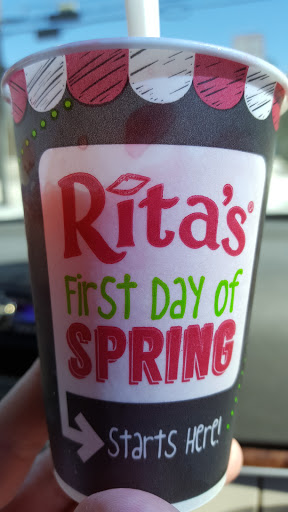 Rita's®
First Day of
SPRING
Starts Here!